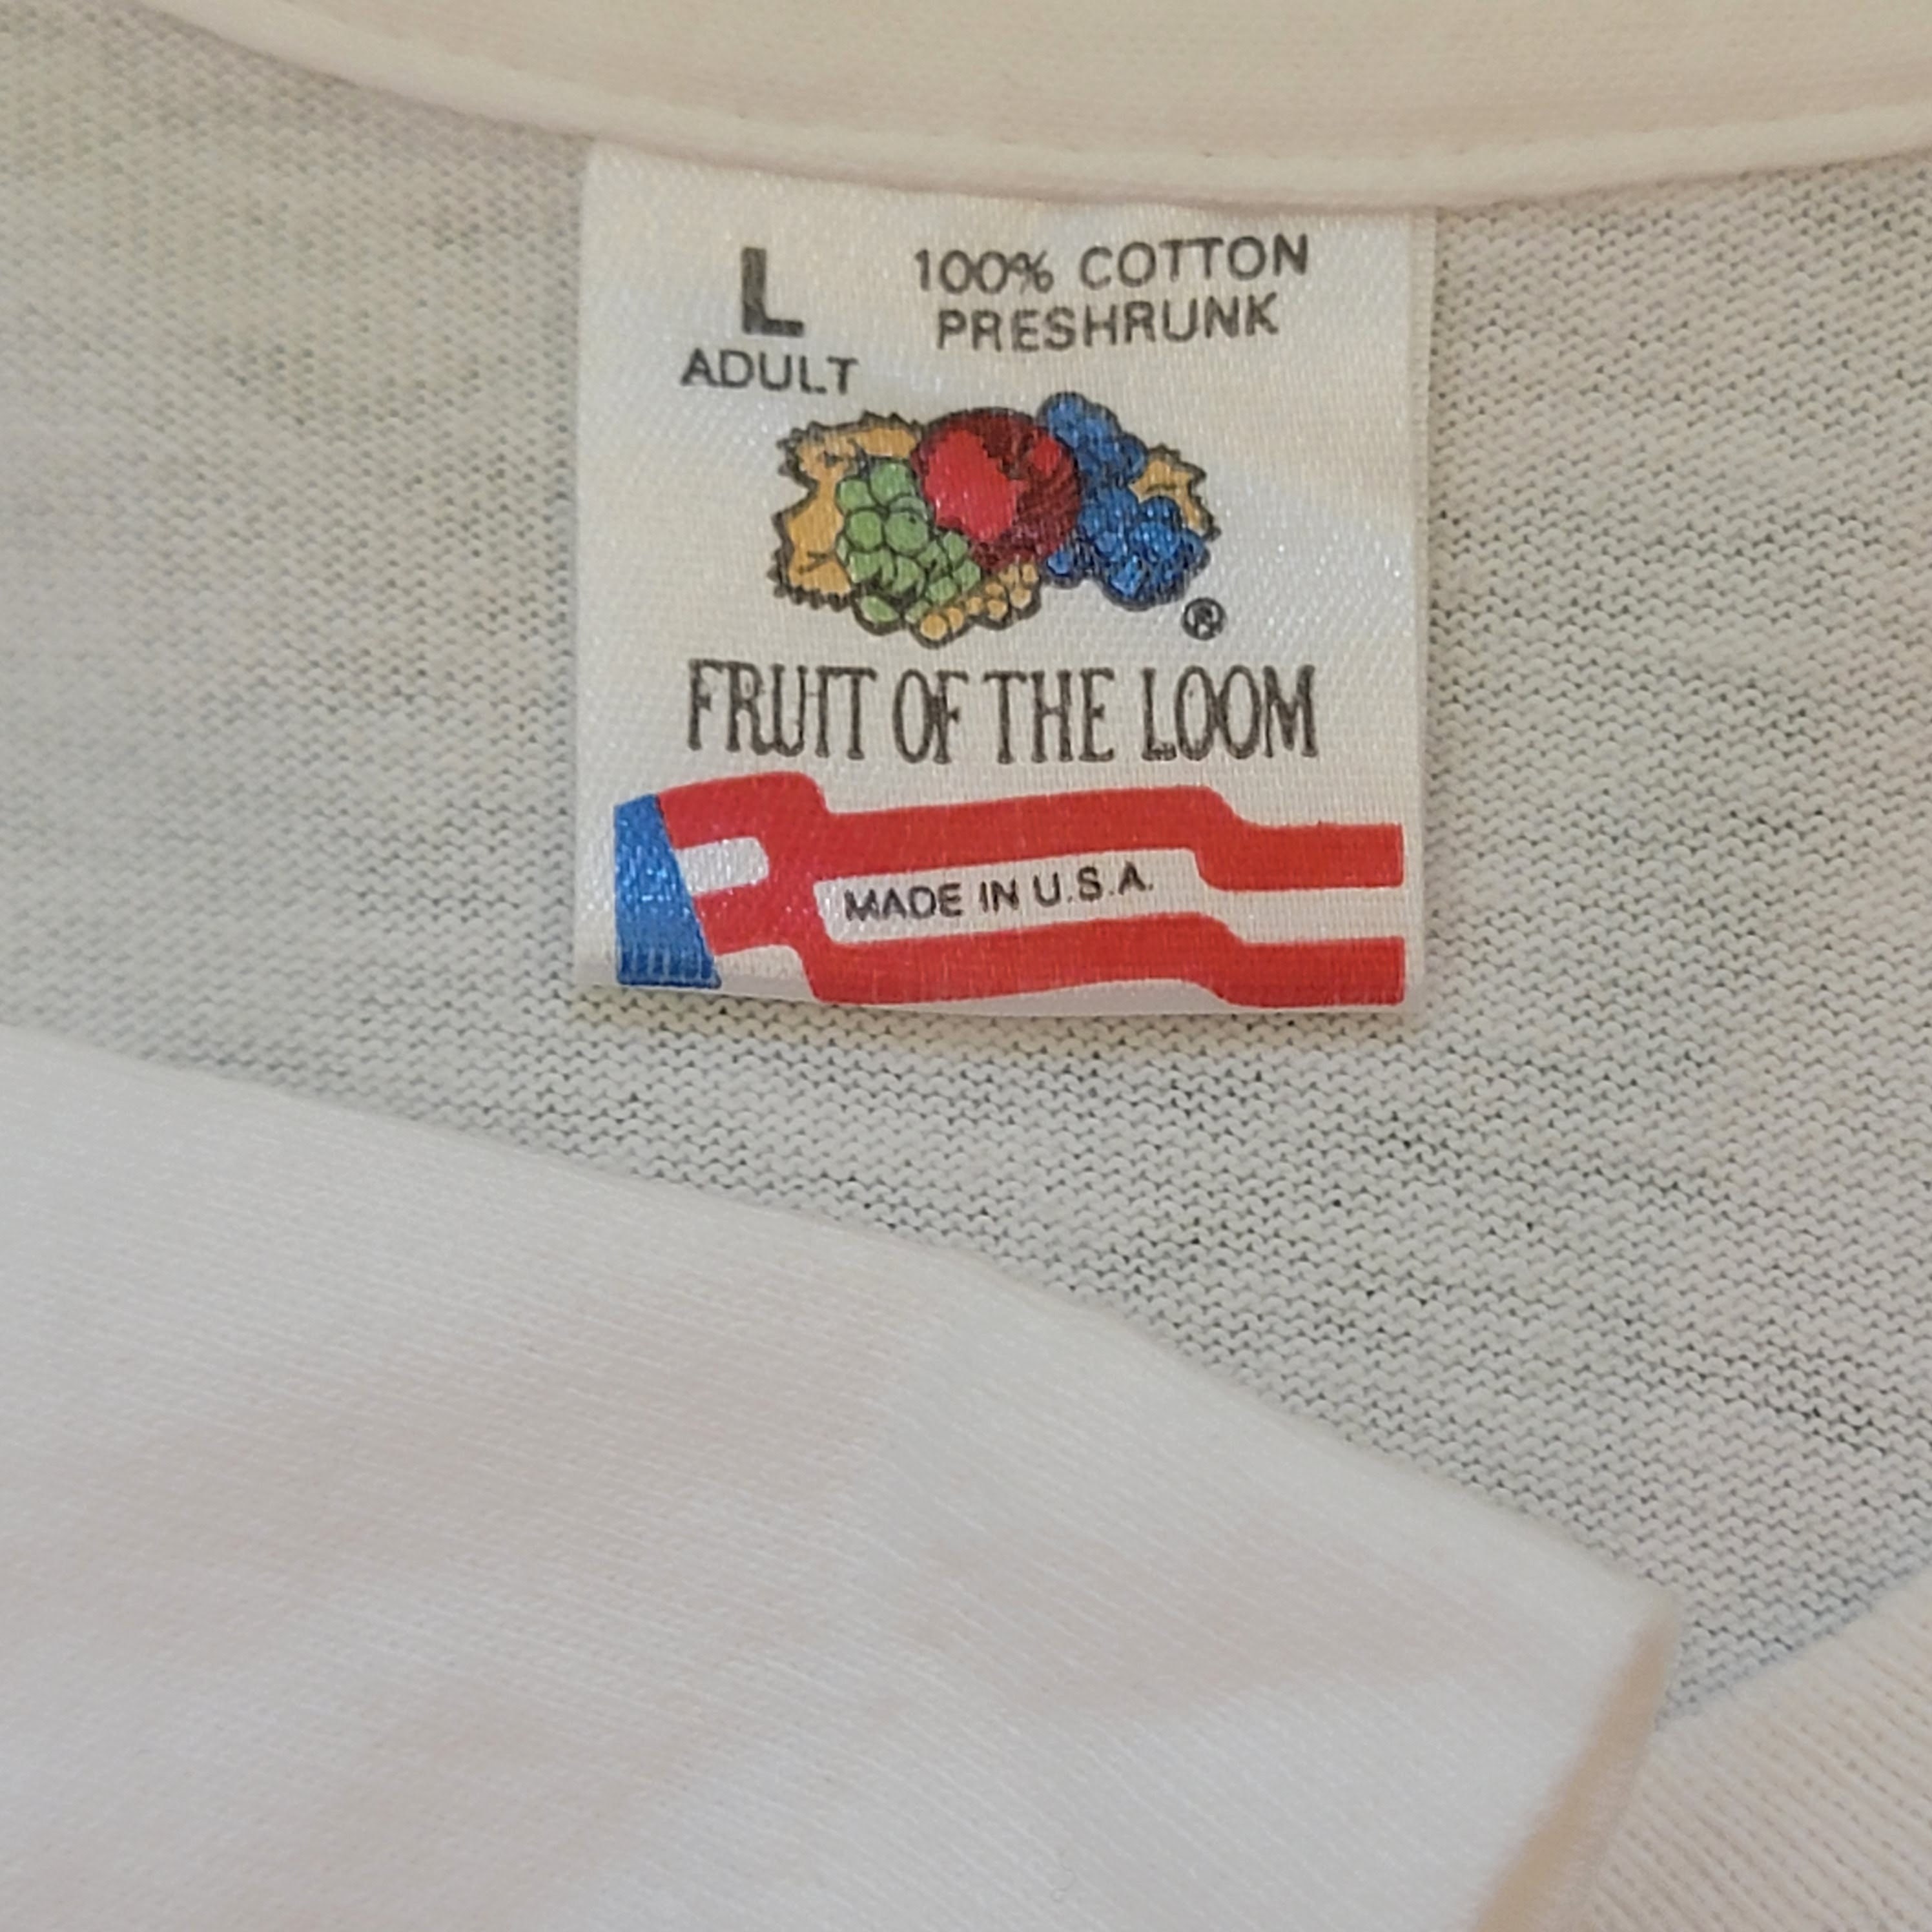 L
ADULT
100% COTTON
PRESHRUNK
®
FRUIT OF THE LOOM
MADE IN U.S.A.